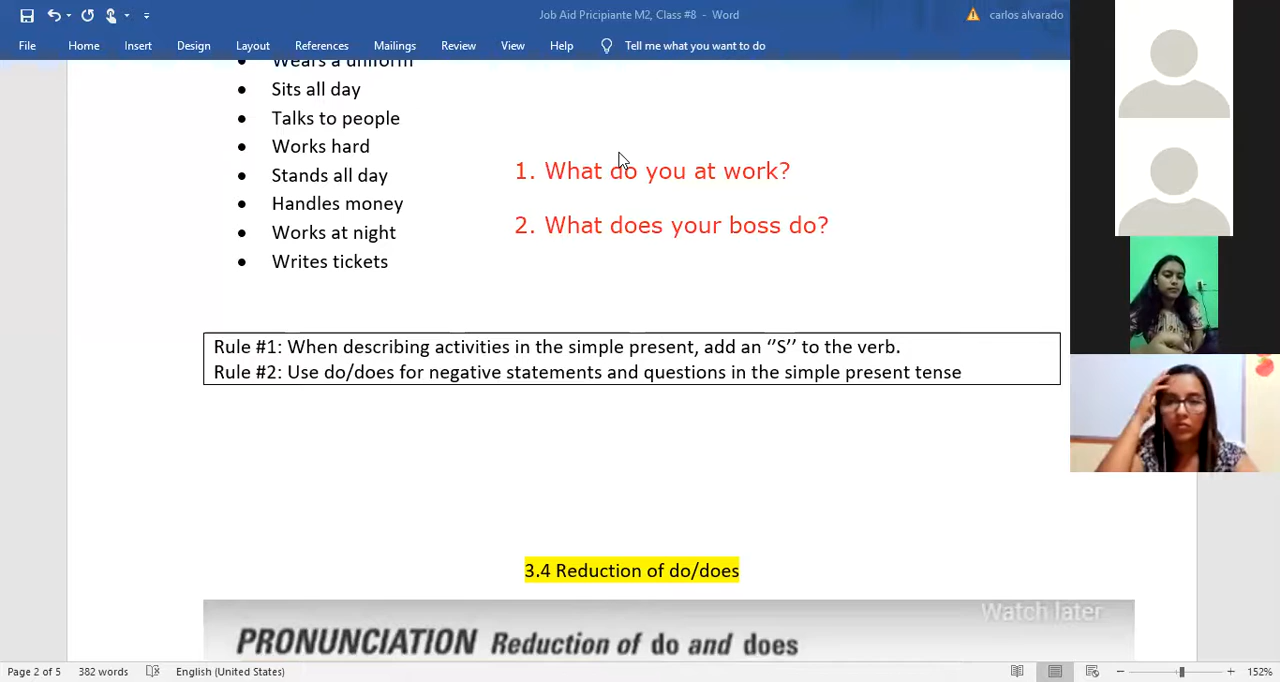 Job Aid Pricipiante M2, Class #8 - Word
carlos alvarado
File Home Insert Design Layout References Mailings Review View Help Tell me what you want to do
Wears a uniform
Sits all day
Talks to people
Works hard
1. What do you at work?
Stands all day
Handles money
2. What does your boss do?
Works at night
Writes tickets
Rule #1: When describing activities in the simple present, add an ‘’S’’ to the verb.
Rule #2: Use do/does for negative statements and questions in the simple present tense
3.4 Reduction of do/does
Watch later
PRONUNCIATION Reduction of do and does
Page 2 of 5 382 words English (United States) 152%